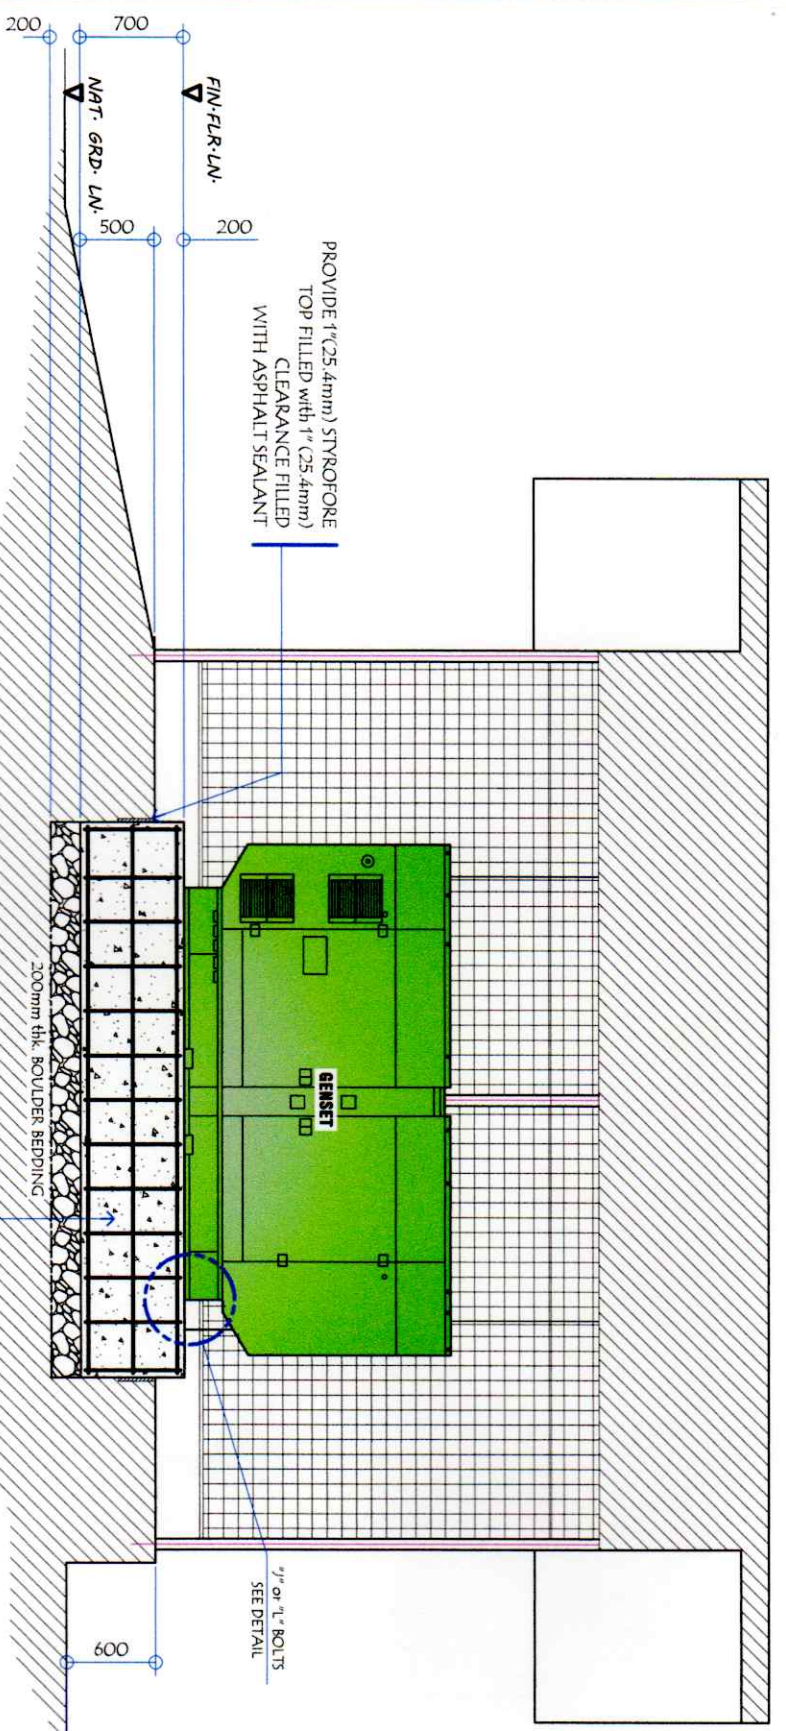 200
700
FIN·FLR·LN·
NAT· GRD· LN·
500
200
PROVIDE 1"(25.4mm) STYROFORE
TOP FILLED with 1" (25.4mm)
CLEARANCE FILLED
WITH ASPHALT SEALANT
GENSET
200mm thk. BOULDER BEDDING
"J" or "L" BOLTS
SEE DETAIL
600